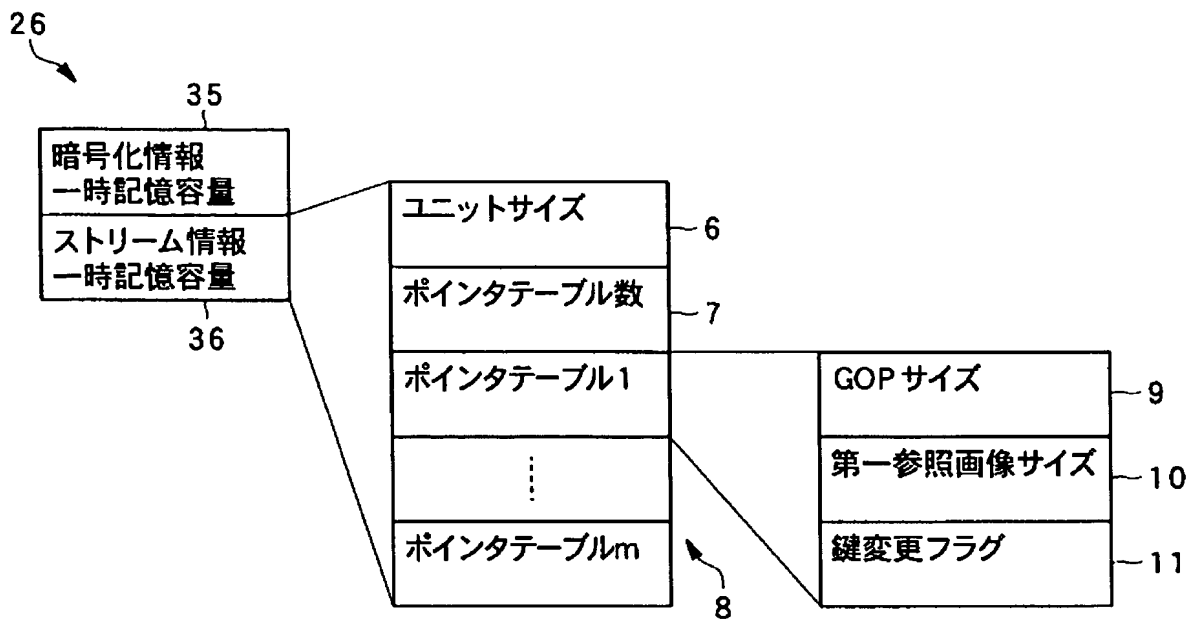 26
35
暗号化情報
一時記憶容量
ストリーム情報
一時記憶容量
36
ユニットサイズ
6
ポインタテーブル数
7
ポインタテーブル1
ポインタテーブルm
8
GOPサイズ
9
第一参照画像サイズ
10
鍵変更フラグ
11